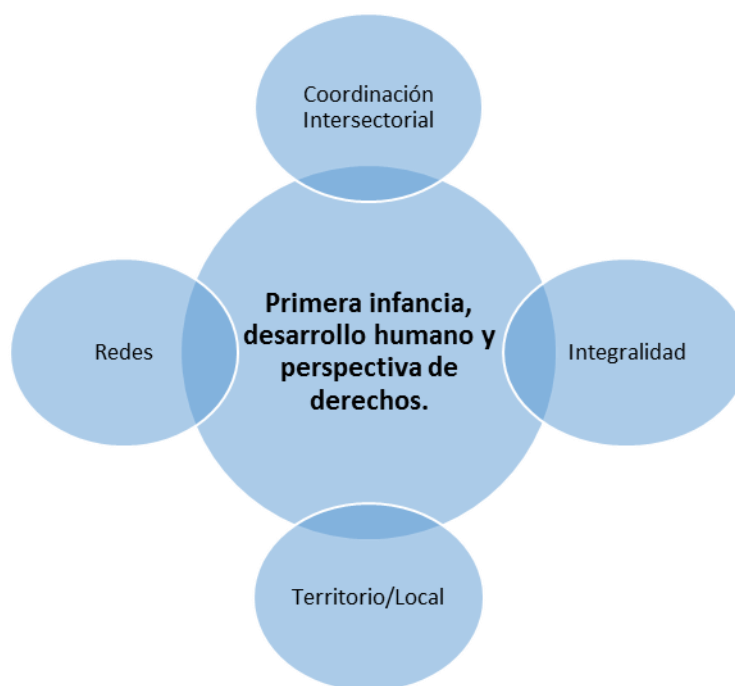 Coordinación
Intersectorial
Primera infancia,
desarrollo humano y
perspectiva de
derechos.
Redes
Integralidad
Territorio/Local